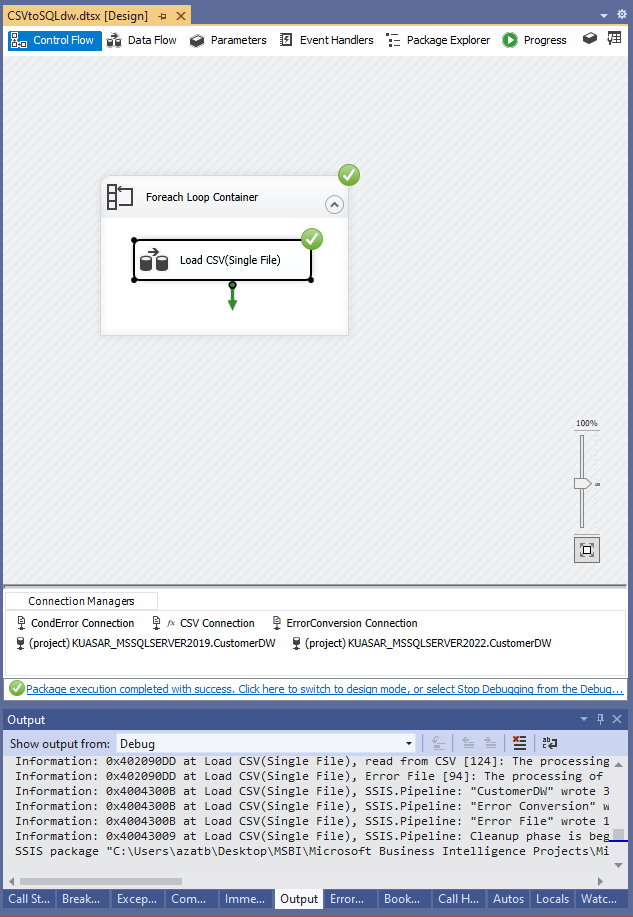 CSVtoSQLdw.dtsx [Design]
Control Flow Data Flow Parameters Event Handlers Package Explorer Progress
Foreach Loop Container
Load CSV(Single File)
100%
Connection Managers
CondError Connection fx CSV Connection ErrorConversion Connection
(project) KUASAR_MSSQLSERVER2019.CustomerDW (project) KUASAR_MSSQLSERVER2022.CustomerDW
Package execution completed with success. Click here to switch to design mode, or select Stop Debugging from the Debug...
Output
Show output from: Debug
Information: 0x402090DD at Load CSV(Single File), read from CSV [124]: The processing
Information: 0x402090DD at Load CSV(Single File), Error File [94]: The processing of
Information: 0x4004300B at Load CSV(Single File), SSIS.Pipeline: "CustomerDW" wrote 3
Information: 0x4004300B at Load CSV(Single File), SSIS.Pipeline: "Error Conversion" w
Information: 0x4004300B at Load CSV(Single File), SSIS.Pipeline: "Error File" wrote 1
Information: 0x40043009 at Load CSV(Single File), SSIS.Pipeline: Cleanup phase is beg
SSIS package "C:\Users\azatb\Desktop\MSBI\Microsoft Business Intelligence Projects\Mi
Call St... Break... Excep... Com... Imme... Output Error... Book... Call H... Autos Locals Watc...